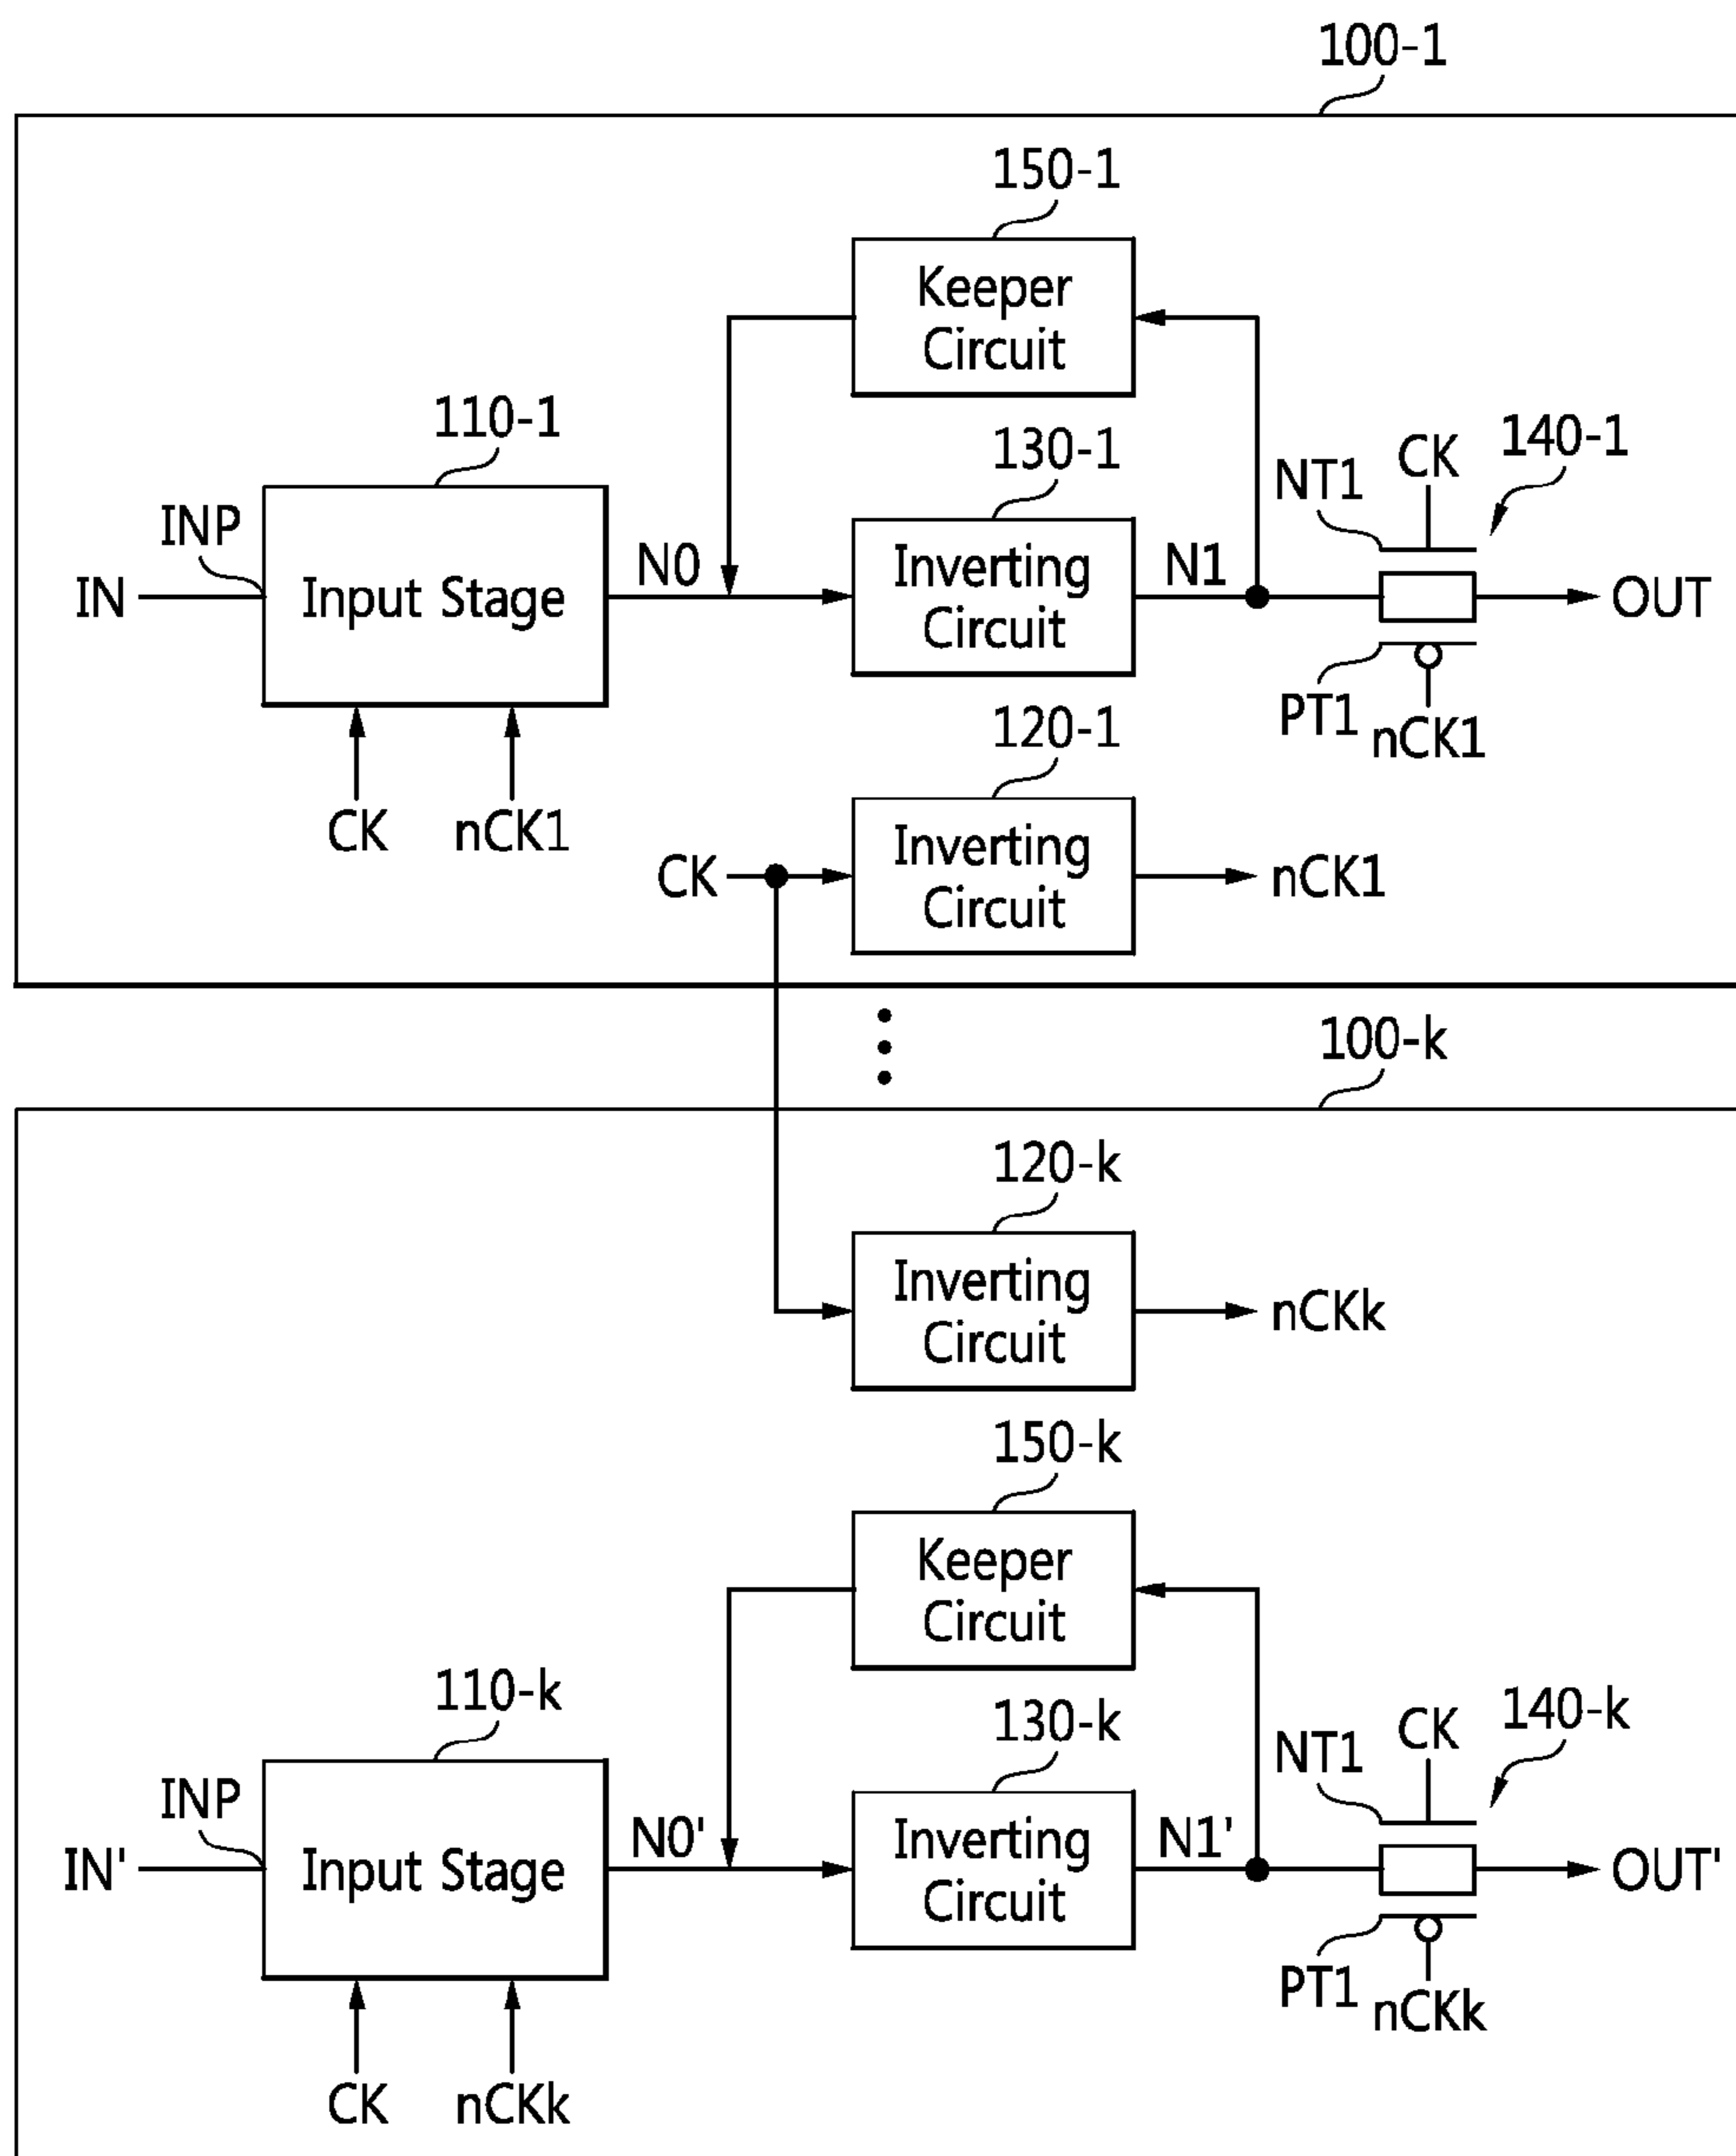 100-1
150-1
Keeper
Circuit
110-1
130-1
CK
140-1
NT1
INP
N0
Inverting
Circuit
N1
IN
Input Stage
OUT
PT1
nCK1
120-1
CK
nCK1
CK
Inverting
Circuit
nCK1
100-k
120-k
Inverting
Circuit
nCKk
150-k
Keeper
Circuit
110-k
130-k
CK
140-k
NT1
INP
N0'
Inverting
Circuit
N1'
IN'
Input Stage
OUT'
PT1
nCKk
CK
nCKk